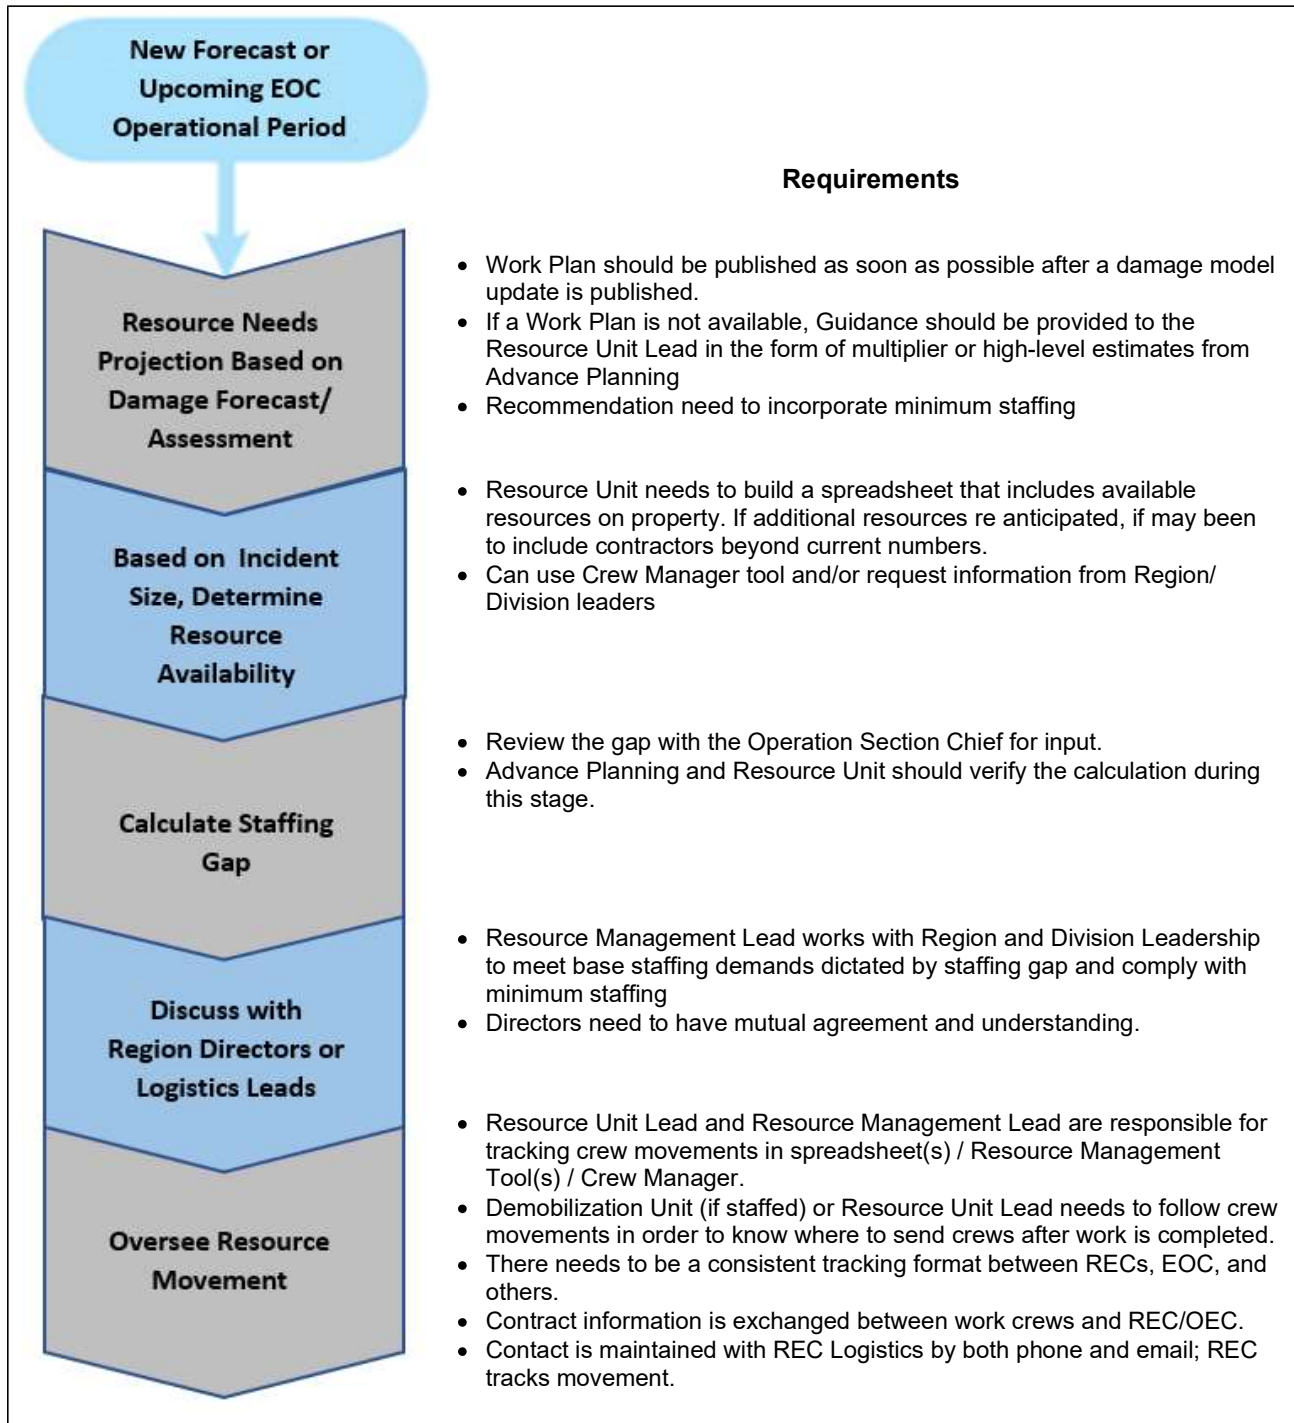 New Forecast or
Upcoming EOC
Operational Period
Requirements
Resource Needs
Projection Based on
Damage Forecast/
Assessment
• Work Plan should be published as soon as possible after a damage model
update is published.
• If a Work Plan is not available, Guidance should be provided to the
Resource Unit Lead in the form of multiplier or high-level estimates from
Advance Planning
• Recommendation need to incorporate minimum staffing
Based on Incident
Size, Determine
Resource
Availability
• Resource Unit needs to build a spreadsheet that includes available
resources on property. If additional resources re anticipated, if may been
to include contractors beyond current numbers.
• Can use Crew Manager tool and/or request information from Region/
Division leaders
Calculate Staffing
Gap
• Review the gap with the Operation Section Chief for input.
• Advance Planning and Resource Unit should verify the calculation during
this stage.
Discuss with
Region Directors or
Logistics Leads
• Resource Management Lead works with Region and Division Leadership
to meet base staffing demands dictated by staffing gap and comply with
minimum staffing
• Directors need to have mutual agreement and understanding.
Oversee Resource
Movement
• Resource Unit Lead and Resource Management Lead are responsible for
tracking crew movements in spreadsheet(s) / Resource Management
Tool(s) / Crew Manager.
• Demobilization Unit (if staffed) or Resource Unit Lead needs to follow crew
movements in order to know where to send crews after work is completed.
• There needs to be a consistent tracking format between RECs, EOC, and
others.
• Contract information is exchanged between work crews and REC/OEC.
• Contact is maintained with REC Logistics by both phone and email; REC
tracks movement.